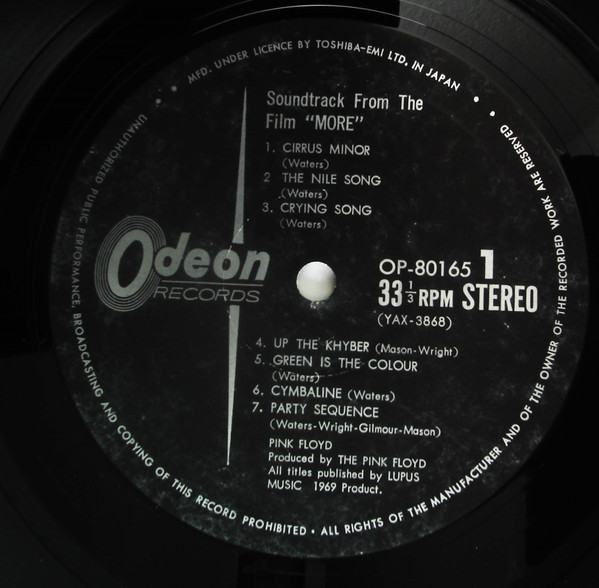 MFD. UNDER LICENCE BY TOSHIBA-EMI LTD. IN JAPAN
Soundtrack From The
Film "MORE"
1. CIRRUS MINOR
(Waters)
2 THE NILE SONG
(Waters)
3. CRYING SONG
(Waters)
Odeon
RECORDS
OP-80165 1
33 1/3 RPM STEREO
(YAX-3868)
4. UP THE KHYBER (Mason-Wright)
5. GREEN IS THE COLOUR
(Waters)
6. CYMBALINE (Waters)
7. PARTY SEQUENCE
(Waters-Wright-Gilmour-Mason)
PINK FLOYD
Produced by THE PINK FLOYD
All titles published by LUPUS
MUSIC 1969 Product.
UNAUTHORIZED PUBLIC PERFORMANCE, BROADCASTING AND COPYING OF THIS RECORD PROHIBITED • ALL RIGHTS OF THE MANUFACTURER AND OF THE OWNER OF THE RECORDED WORK ARE RESERVED